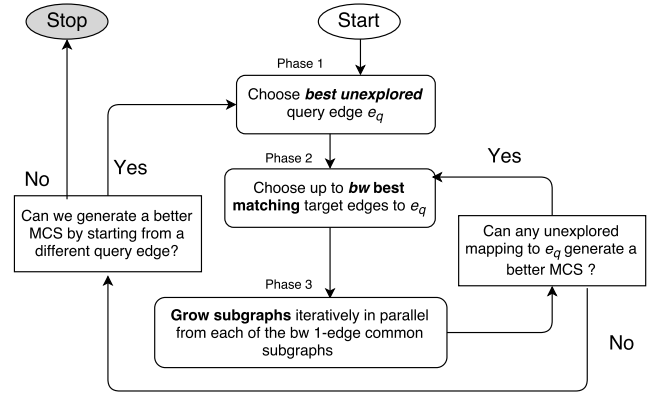 Stop
Start
Phase 1
Choose best unexplored
query edge eq
Phase 2
Choose up to bw best
matching target edges to eq
Phase 3
Grow subgraphs iteratively in parallel
from each of the bw 1-edge common
subgraphs
Can any unexplored
mapping to eq generate a
better MCS ?
Yes
No
Can we generate a better
MCS by starting from a
different query edge?
Yes
No